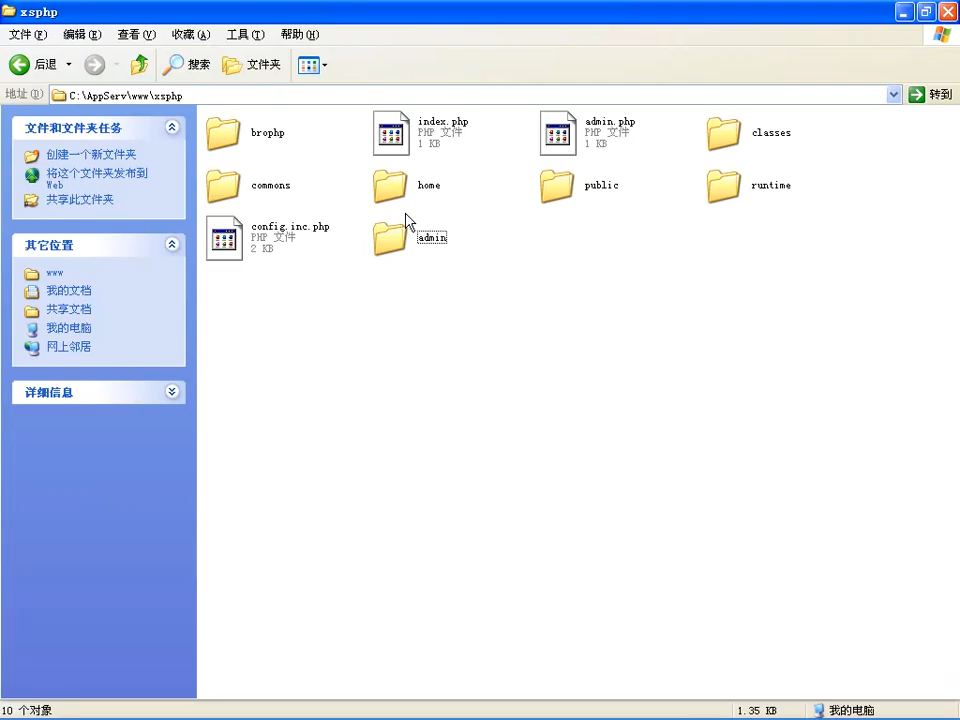 xsphp
文件(F) 编辑(E) 查看(V) 收藏(A) 工具(T) 帮助(H)
后退 搜索 文件夹
地址(D) C:\AppServ\www\xsphp 转到
文件和文件夹任务
创建一个新文件夹
将这个文件夹发布到
Web
共享此文件夹
其它位置
www
我的文档
共享文档
我的电脑
网上邻居
详细信息
brophp
index.php
PHP 文件
1 KB
admin.php
PHP 文件
1 KB
classes
commons
home
public
runtime
config.inc.php
PHP 文件
2 KB
admin
10 个对象 1.35 KB 我的电脑